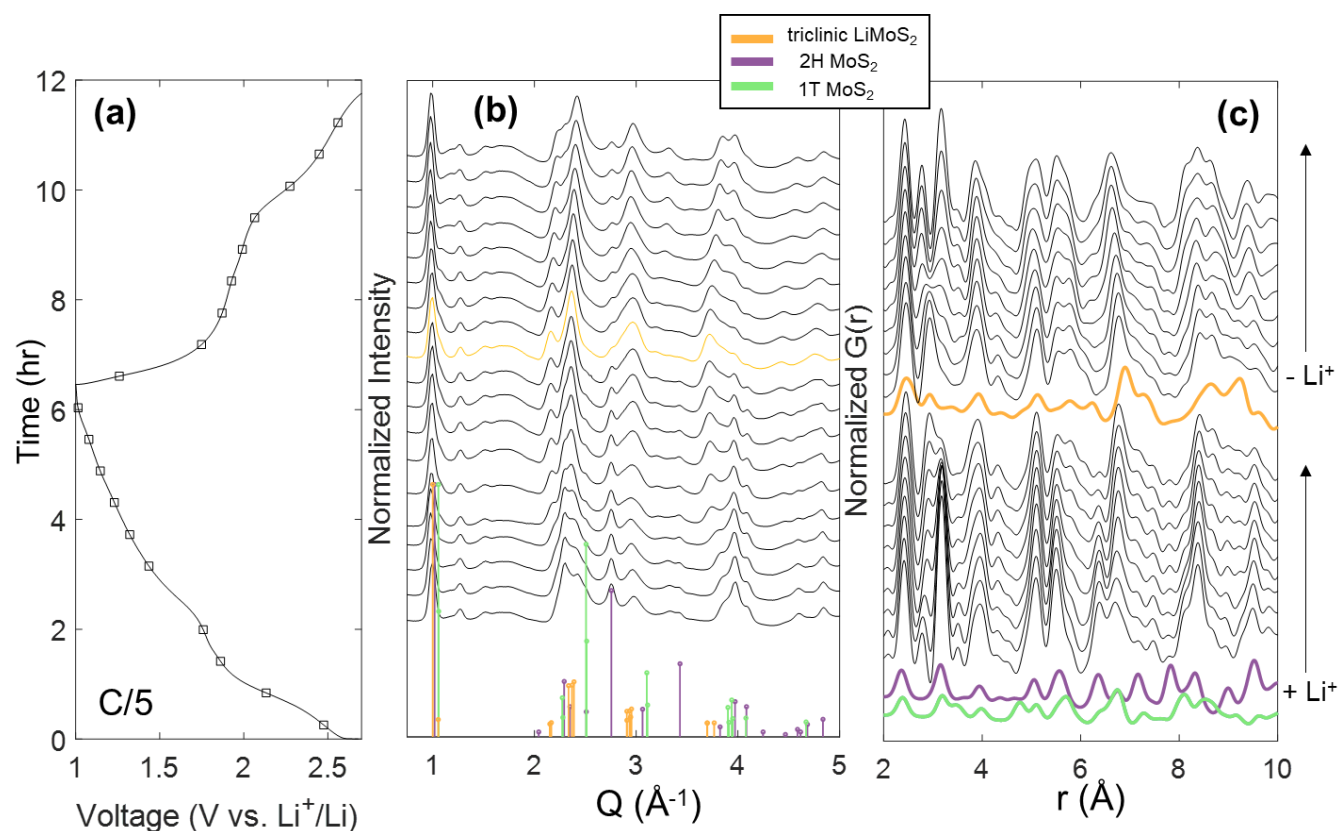 triclinic LiMoS₂
2H MoS₂
1T MoS₂
(a)
(b)
(c)
12
10
8
6
4
2
0
Time (hr)
C/5
1
1.5
2
2.5
Voltage (V vs. Li⁺/Li)
Normalized Intensity
1
2
3
4
5
Q (Å⁻¹)
Normalized G(r)
2
4
6
8
10
r (Å)
- Li⁺
+ Li⁺